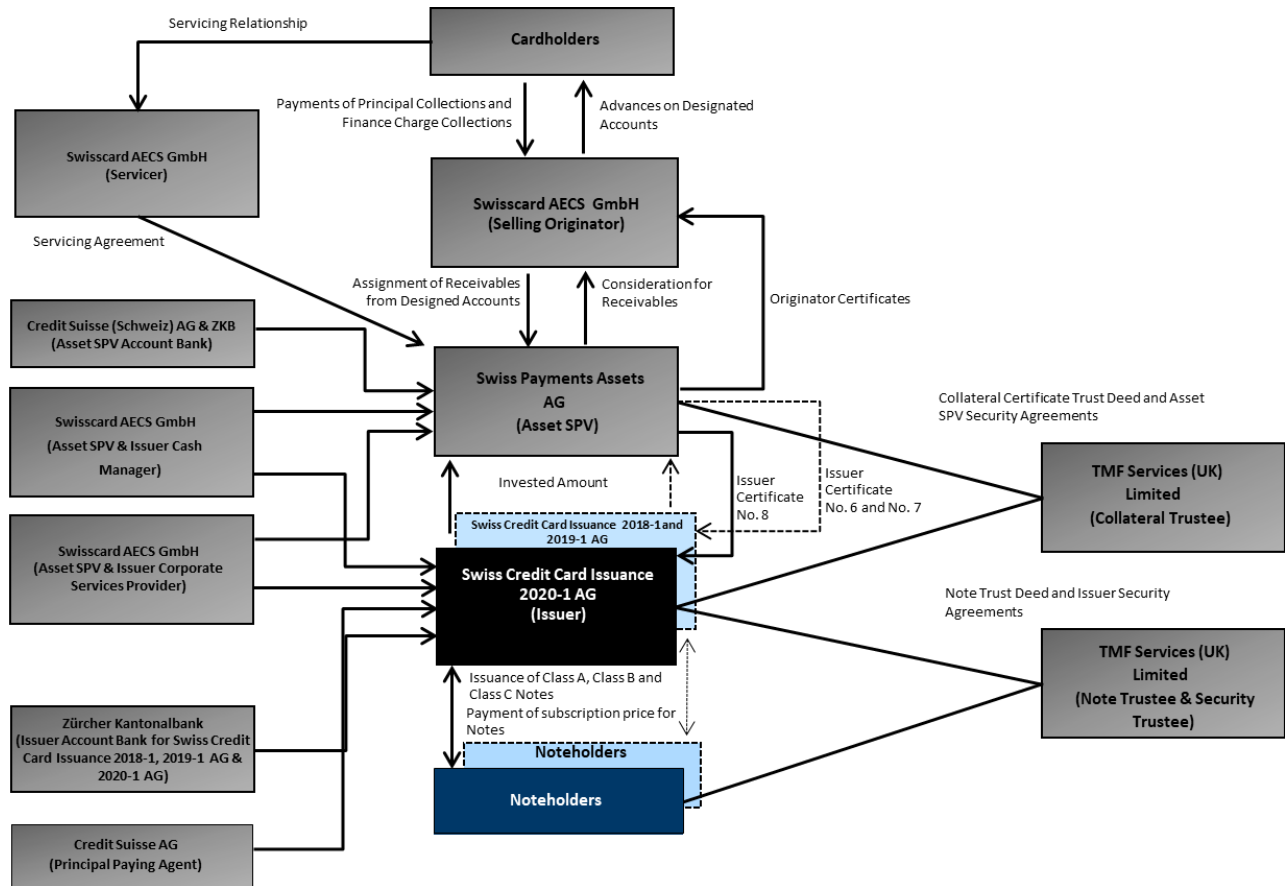 Servicing Relationship
Cardholders
Payments of Principal Collections and
Finance Charge Collections
Advances on Designated
Accounts
Swisscard AECS GmbH
(Servicer)
Swisscard AECS GmbH
(Selling Originator)
Servicing Agreement
Assignment of Receivables
from Designed Accounts
Consideration for
Receivables
Originator Certificates
Credit Suisse (Schweiz) AG & ZKB
(Asset SPV Account Bank)
Swiss Payments Assets
AG
(Asset SPV)
Swisscard AECS GmbH
(Asset SPV & Issuer Cash
Manager)
Collateral Certificate Trust Deed and Asset
SPV Security Agreements
TMF Services (UK)
Limited
(Collateral Trustee)
Invested Amount
Issuer
Certificate
No. 8
Issuer
Certificate
No. 6 and No. 7
Swiss Credit Card Issuance 2018-1 and
2019-1 AG
Swisscard AECS GmbH
(Asset SPV & Issuer Corporate
Services Provider)
Swiss Credit Card Issuance
2020-1 AG
(Issuer)
Note Trust Deed and Issuer Security
Agreements
TMF Services (UK)
Limited
(Note Trustee & Security
Trustee)
Issuance of Class A, Class B and
Class C Notes
Payment of subscription price for
Notes
Zürcher Kantonalbank
(Issuer Account Bank for Swiss Credit
Card Issuance 2018-1, 2019-1 AG &
2020-1 AG)
Noteholders
Noteholders
Credit Suisse AG
(Principal Paying Agent)